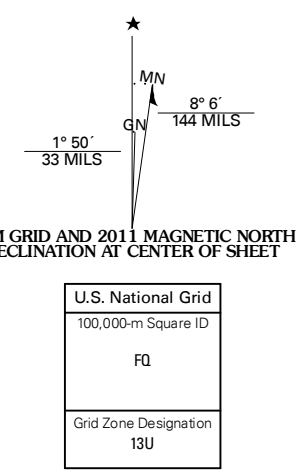 ★
MN
GN
8° 6´
144 MILS
1° 50´
33 MILS
M GRID AND 2011 MAGNETIC NORTH
ECLINATION AT CENTER OF SHEET
U.S. National Grid
100,000-m Square ID
FQ
Grid Zone Designation
13U